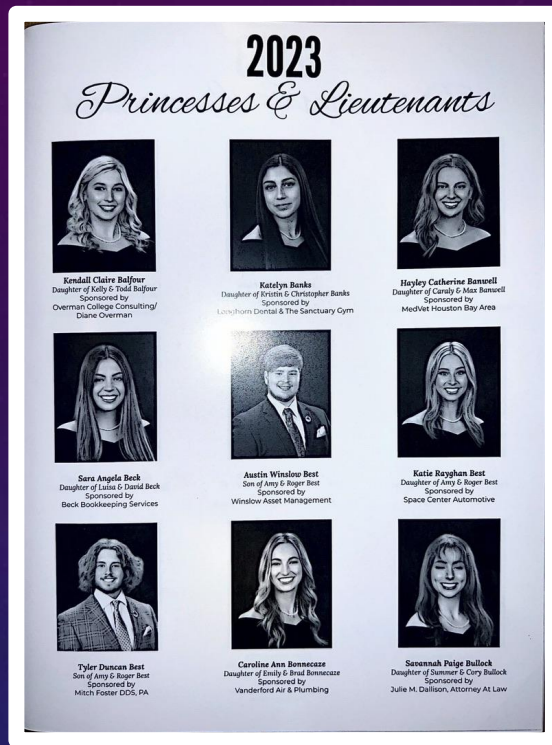 2023
Princesses & Lieutenants
Kendall Claire Balfour
Daughter of Kelly & Todd Balfour
Sponsored by
Overman College Consulting/
Diane Overman
Katelyn Banks
Daughter of Kristin & Christopher Banks
Sponsored by
Longhorn Dental & The Sanctuary Gym
Hayley Catherine Banwell
Daughter of Caraly & Max Banwell
Sponsored by
MedVet Houston Bay Area
Sara Angela Beck
Daughter of Luisa & David Beck
Sponsored by
Beck Bookkeeping Services
Austin Winslow Best
Son of Amy & Roger Best
Sponsored by
Winslow Asset Management
Katie Rayghan Best
Daughter of Amy & Roger Best
Sponsored by
Space Center Automotive
Tyler Duncan Best
Son of Amy & Roger Best
Sponsored by
Mitch Foster DDS, PA
Caroline Ann Bonnecaze
Daughter of Emily & Brad Bonnecaze
Sponsored by
Vanderford Air & Plumbing
Savannah Paige Bullock
Daughter of Summer & Cory Bullock
Sponsored by
Julie M. Dallison, Attorney At Law